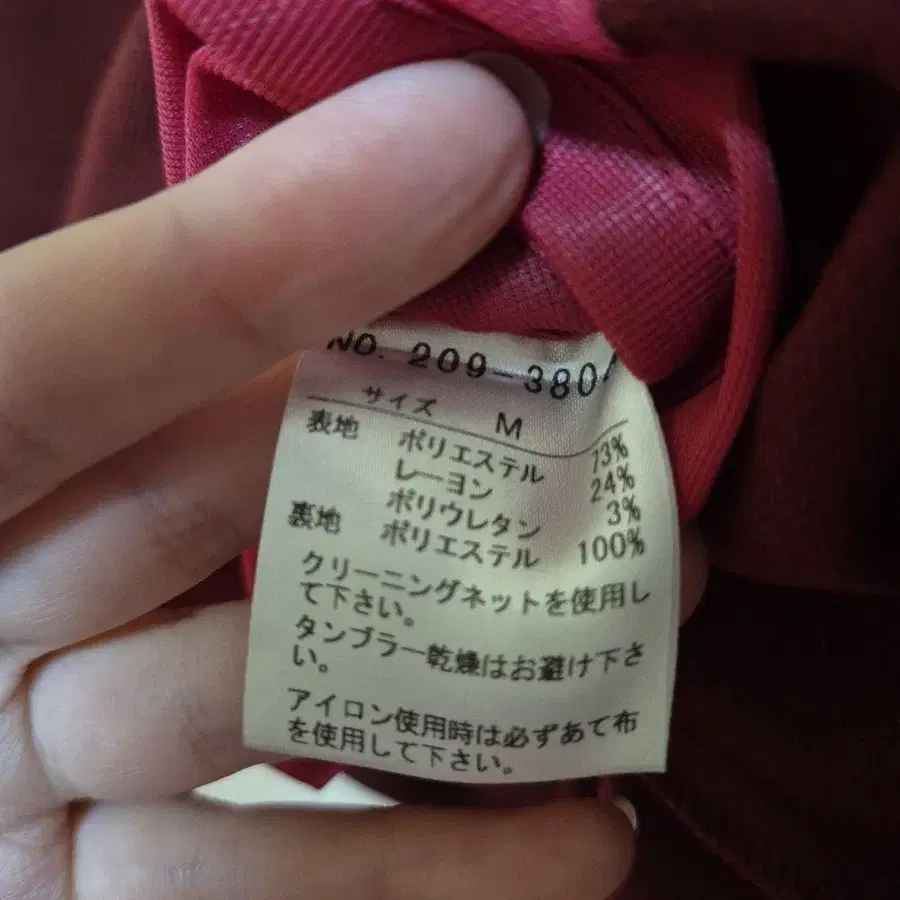 NO. 209-380
サイズ M
表地 ポリエステル 73%
レーヨン 24%
ポリウレタン 3%
裏地 ポリエステル 100%
クリーニングネットを使用し
て下さい。
タンブラー乾燥はお避け下さ
い。
アイロン使用時は必ずあて布
を使用して下さい。